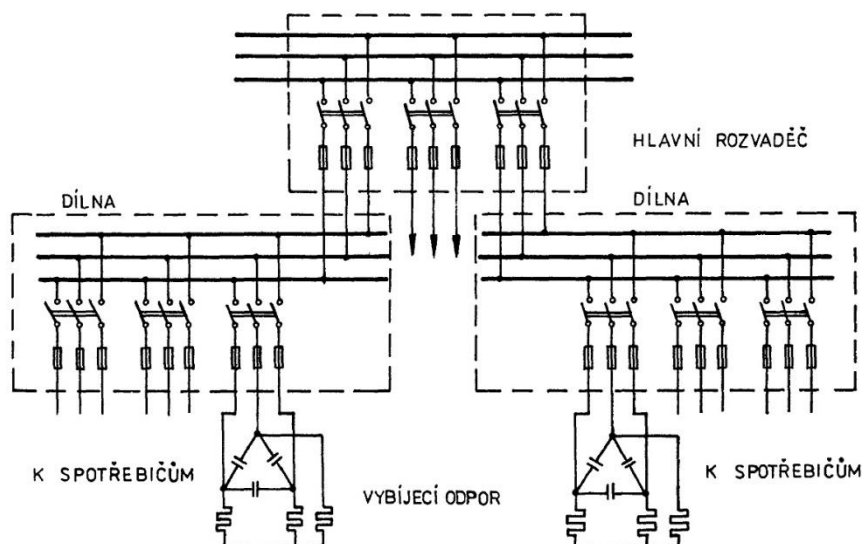 HLAVNÍ ROZVADĚČ
DÍLNA
DÍLNA
K SPOTŘEBIČŮM
VYBÍJECÍ ODPOR
K SPOTŘEBIČŮM